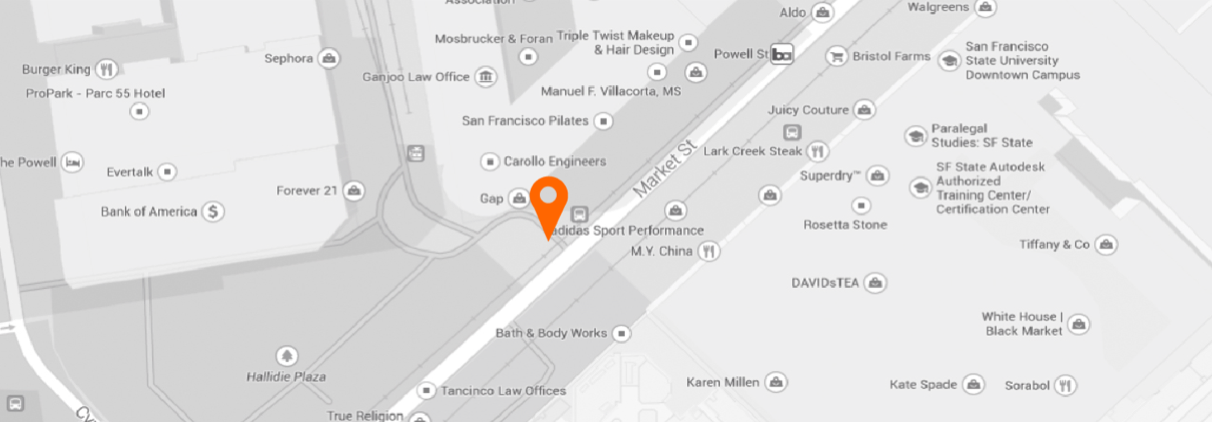 Association
Aldo
Walgreens
Mosbrucker & Foran
Triple Twist Makeup
& Hair Design
Powell St
ba
Bristol Farms
San Francisco
State University
Downtown Campus
Sephora
Burger King
Ganjoo Law Office
ProPark - Parc 55 Hotel
Manuel F. Villacorta, MS
Juicy Couture
San Francisco Pilates
Paralegal
Studies: SF State
Lark Creek Steak
Market St
he Powell
Evertalk
Carollo Engineers
Superdry™
SF State Autodesk
Authorized
Training Center/
Certification Center
Forever 21
Gap
Bank of America
$
Rosetta Stone
adidas Sport Performance
M.Y. China
Tiffany & Co
DAVIDsTEA
White House |
Black Market
Bath & Body Works
Hallidie Plaza
Tancinco Law Offices
Karen Millen
Kate Spade
Sorabol
True Religion